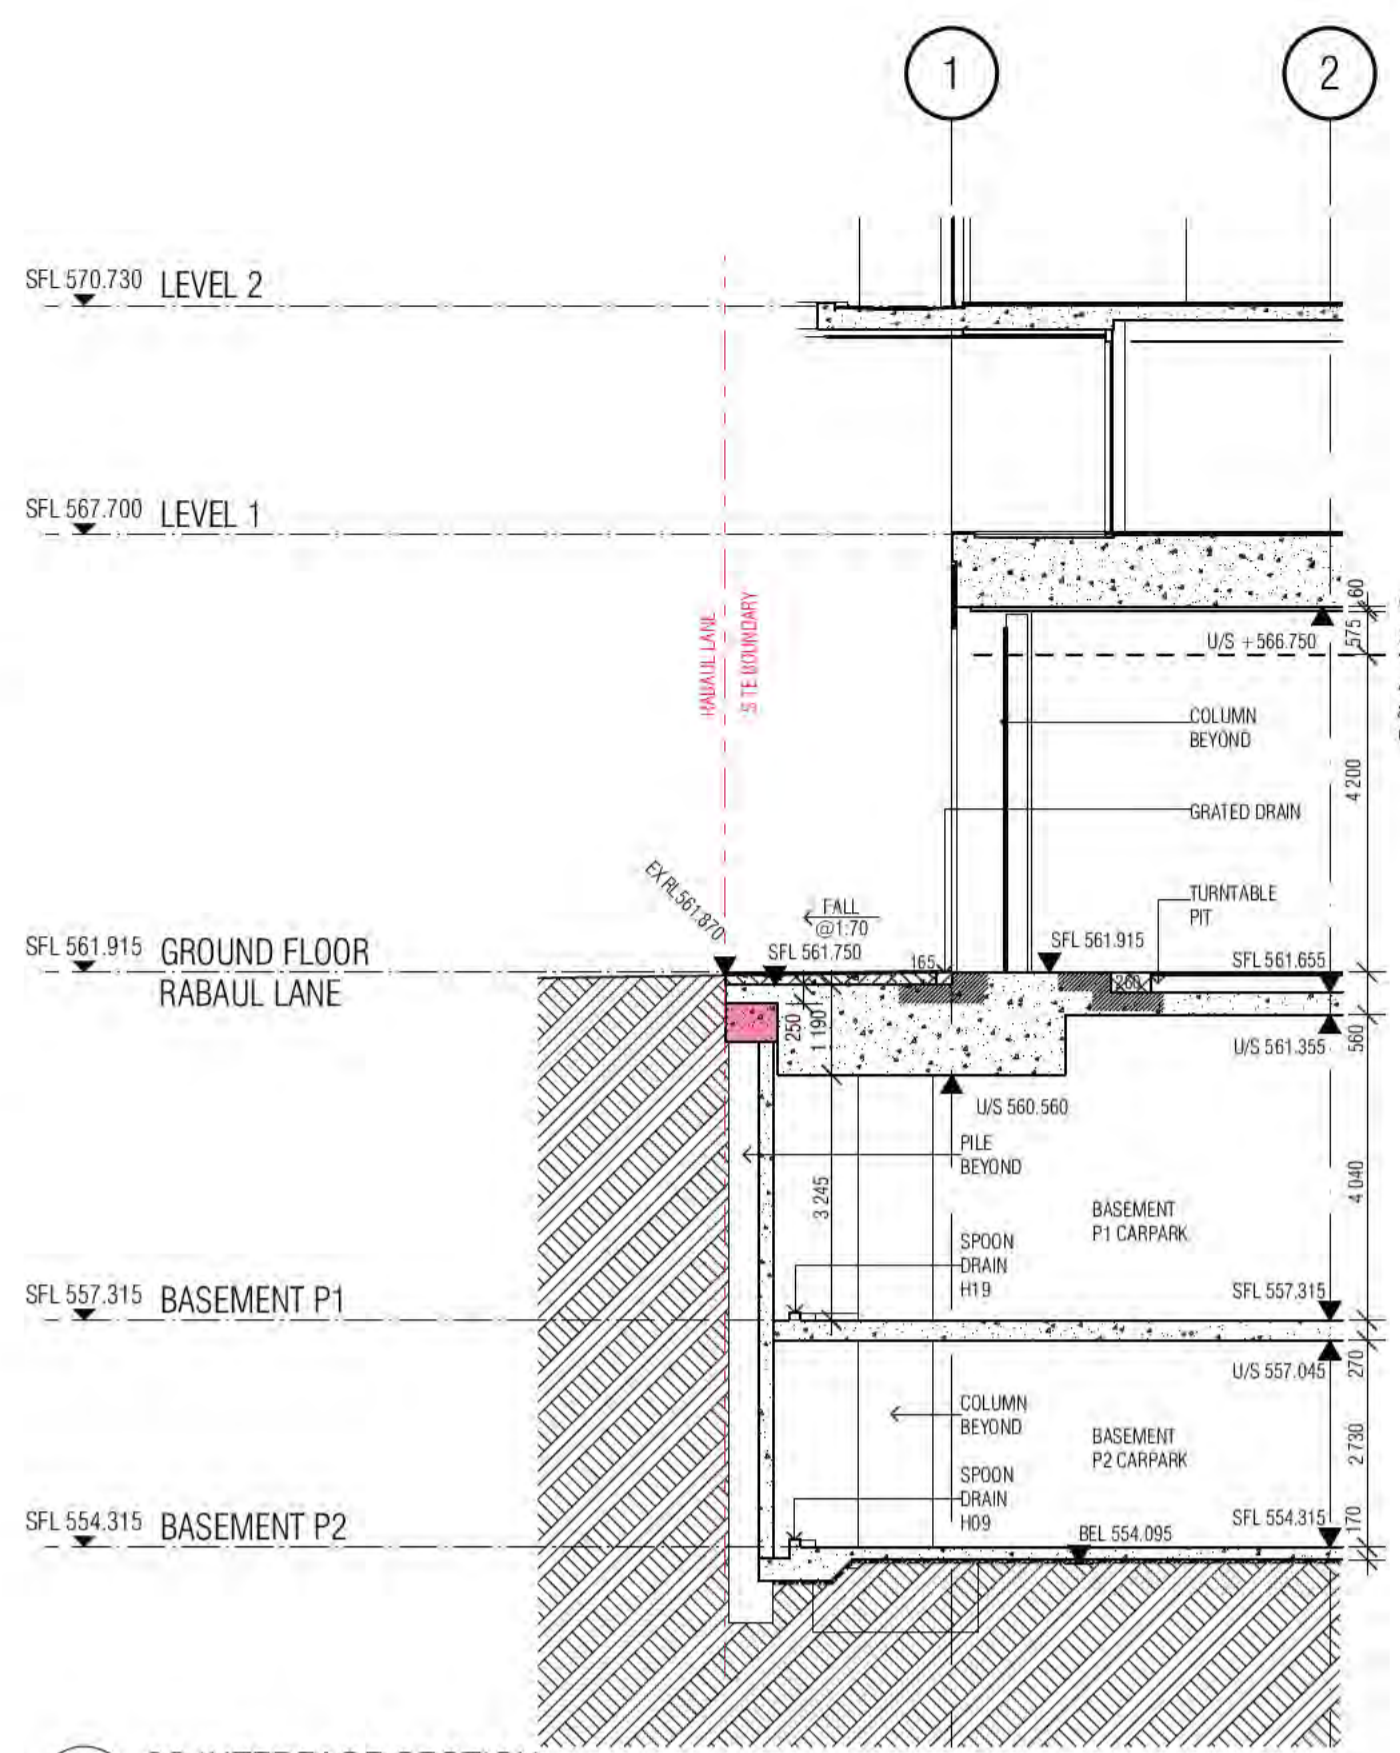 1
2
SFL 570.730 LEVEL 2
SFL 567.700 LEVEL 1
RABAUL LANE
S TE BOUNDARY
60
575
U/S +566.750
COLUMN
BEYOND
4 200
GRATED DRAIN
TURNTABLE
PIT
EX RL561.870
FALL
@1:70
SFL 561.750
165
SFL 561.915
SFL 561.655
260
SFL 561.915 GROUND FLOOR
RABAUL LANE
250
1 190
560
U/S 561.355
U/S 560.560
PILE
BEYOND
3 245
4 040
BASEMENT
P1 CARPARK
SPOON
DRAIN
H19
SFL 557.315
SFL 557.315 BASEMENT P1
U/S 557.045
270
COLUMN
BEYOND
BASEMENT
P2 CARPARK
2 730
SPOON
DRAIN
H09
BEL 554.095
SFL 554.315
170
SFL 554.315 BASEMENT P2